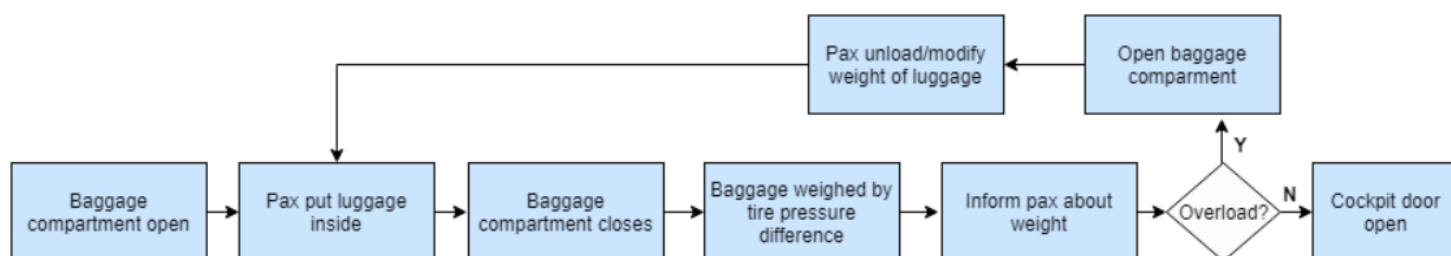 Pax unload/modify
weight of luggage
Open baggage
comparment
Y
Baggage
compartment open
Pax put luggage
inside
Baggage
compartment closes
Baggage weighed by
tire pressure
difference
Inform pax about
weight
Overload?
N
Cockpit door
open